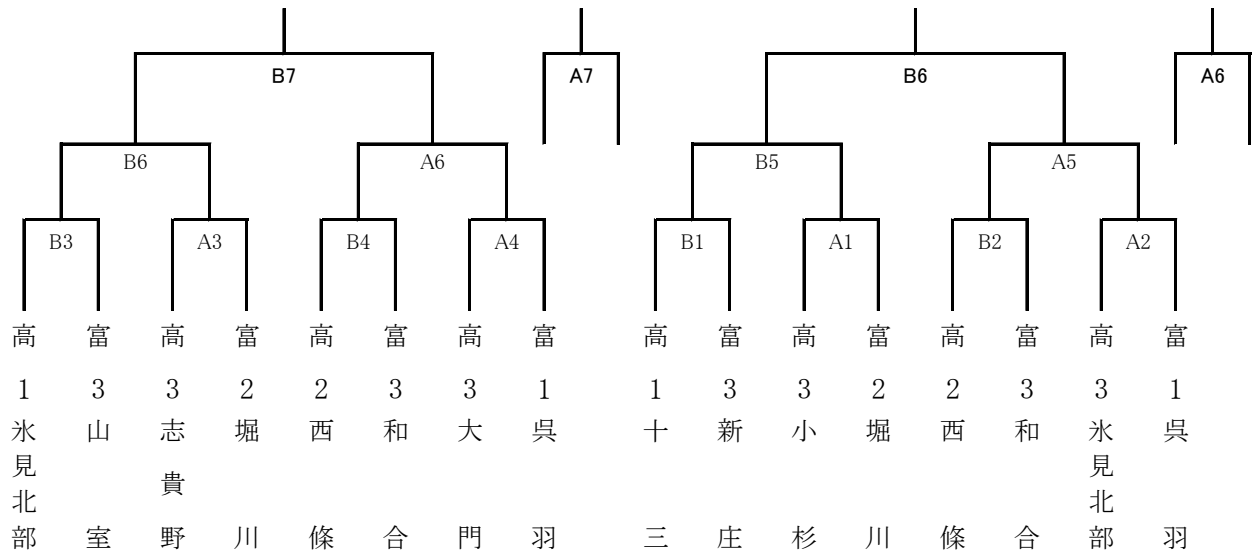 B7 A7 B6 A6
B6 A6 B5 A5
B3 A3 B4 A4 B1 A1 B2 A2
高 富 高 富 高 富 高 富 高 富 高 富 高 富 高 富
1 3 3 2 2 3 3 1 1 3 3 2 2 3 3 1
氷見北部 山室 志貴野 堀川 西條 和合 大門 呉羽 十三 新庄 小杉 堀川 西條 和合 氷見北部 呉羽